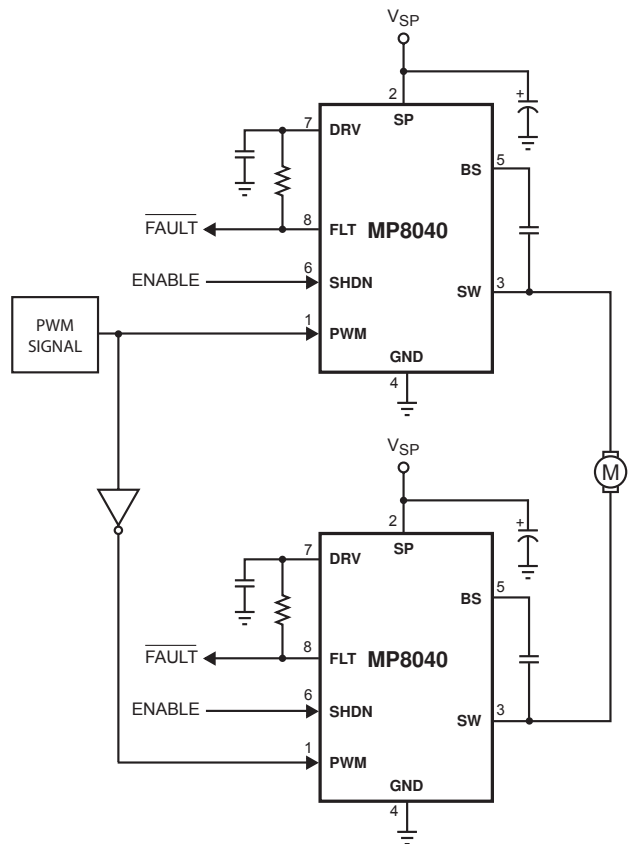 VSP
2
SP
7
DRV
5
BS
8
FAULT
FLT
MP8040
6
ENABLE
SHDN
3
SW
PWM
SIGNAL
1
PWM
GND
4
VSP
M
2
SP
7
DRV
5
BS
8
FAULT
FLT
MP8040
6
ENABLE
SHDN
3
SW
1
PWM
GND
4